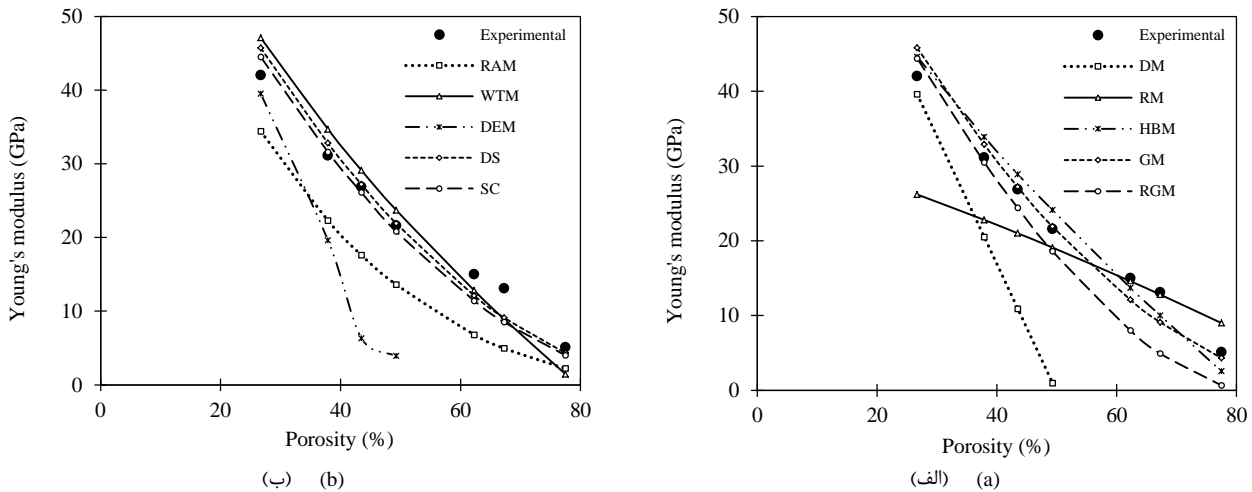 50
40
30
20
10
0
0 20 40 60 80
Young's modulus (GPa)
Porosity (%)
Experimental
RAM
WTM
DEM
DS
SC
(ب) (b)
50
40
30
20
10
0
0 20 40 60 80
Young's modulus (GPa)
Porosity (%)
Experimental
DM
RM
HBM
GM
RGM
(الف) (a)